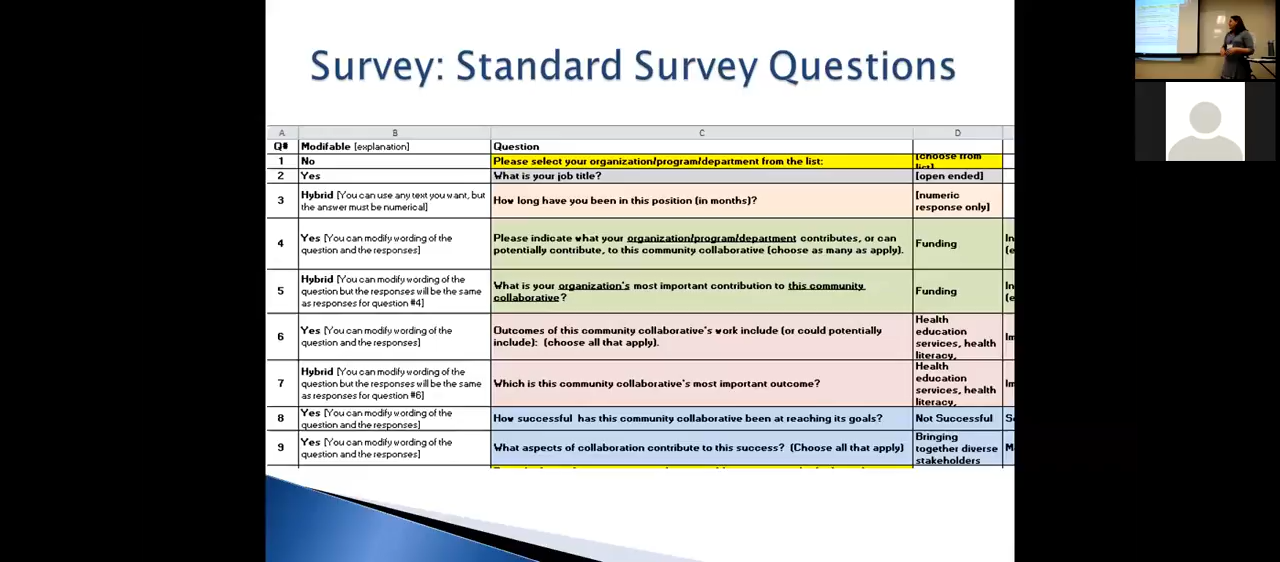 Survey: Standard Survey Questions
A B C D
Q# Modifable [explanation] Question
1 No Please select your organization/program/department from the list: [choose from list]
2 Yes What is your job title? [open ended]
3 Hybrid [You can use any text you want, but
the answer must be numerical] How long have you been in this position (in months)? [numeric
response only]
4 Yes [You can modify wording of the
question and the responses] Please indicate what your organization/program/department contributes, or can
potentially contribute, to this community collaborative (choose as many as apply). Funding
5 Hybrid [You can modify wording of the
question but the responses will be the same
as responses for question #4] What is your organization's most important contribution to this community
collaborative? Funding
6 Yes [You can modify wording of the
question and the responses] Outcomes of this community collaborative's work include (or could potentially
include): (choose all that apply). Health
education
services, health
literacy,
7 Hybrid [You can modify wording of the
question but the responses will be the same
as responses for question #6] Which is this community collaborative's most important outcome? Health
education
services, health
literacy,
8 Yes [You can modify wording of the
question and the responses] How successful has this community collaborative been at reaching its goals? Not Successful
9 Yes [You can modify wording of the
question and the responses] What aspects of collaboration contribute to this success? (Choose all that apply) Bringing
together diverse
stakeholders